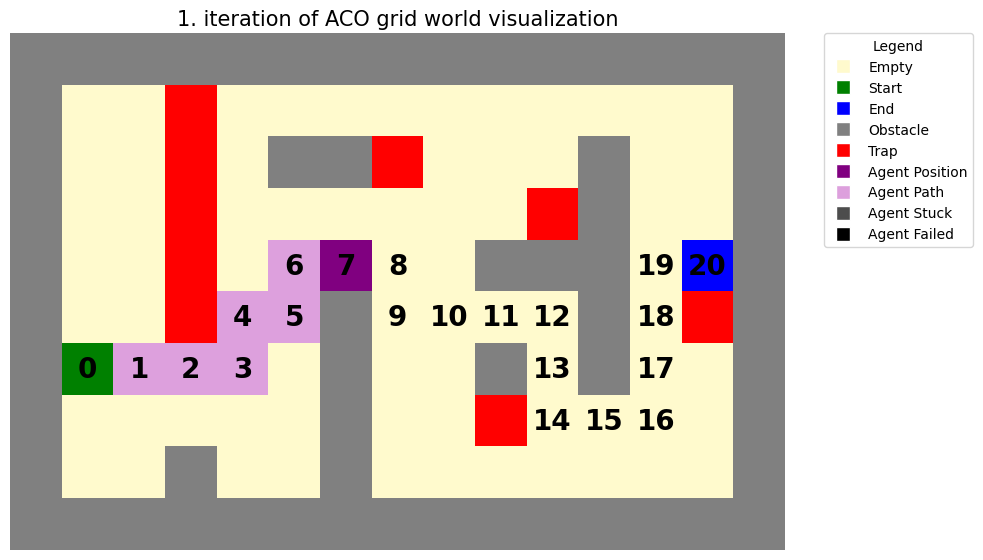 1. iteration of ACO grid world visualization
Legend
Empty
Start
End
Obstacle
Trap
Agent Position
Agent Path
Agent Stuck
Agent Failed
6 7 8 19 20
4 5 9 10 11 12 18
0 1 2 3 13 17
14 15 16